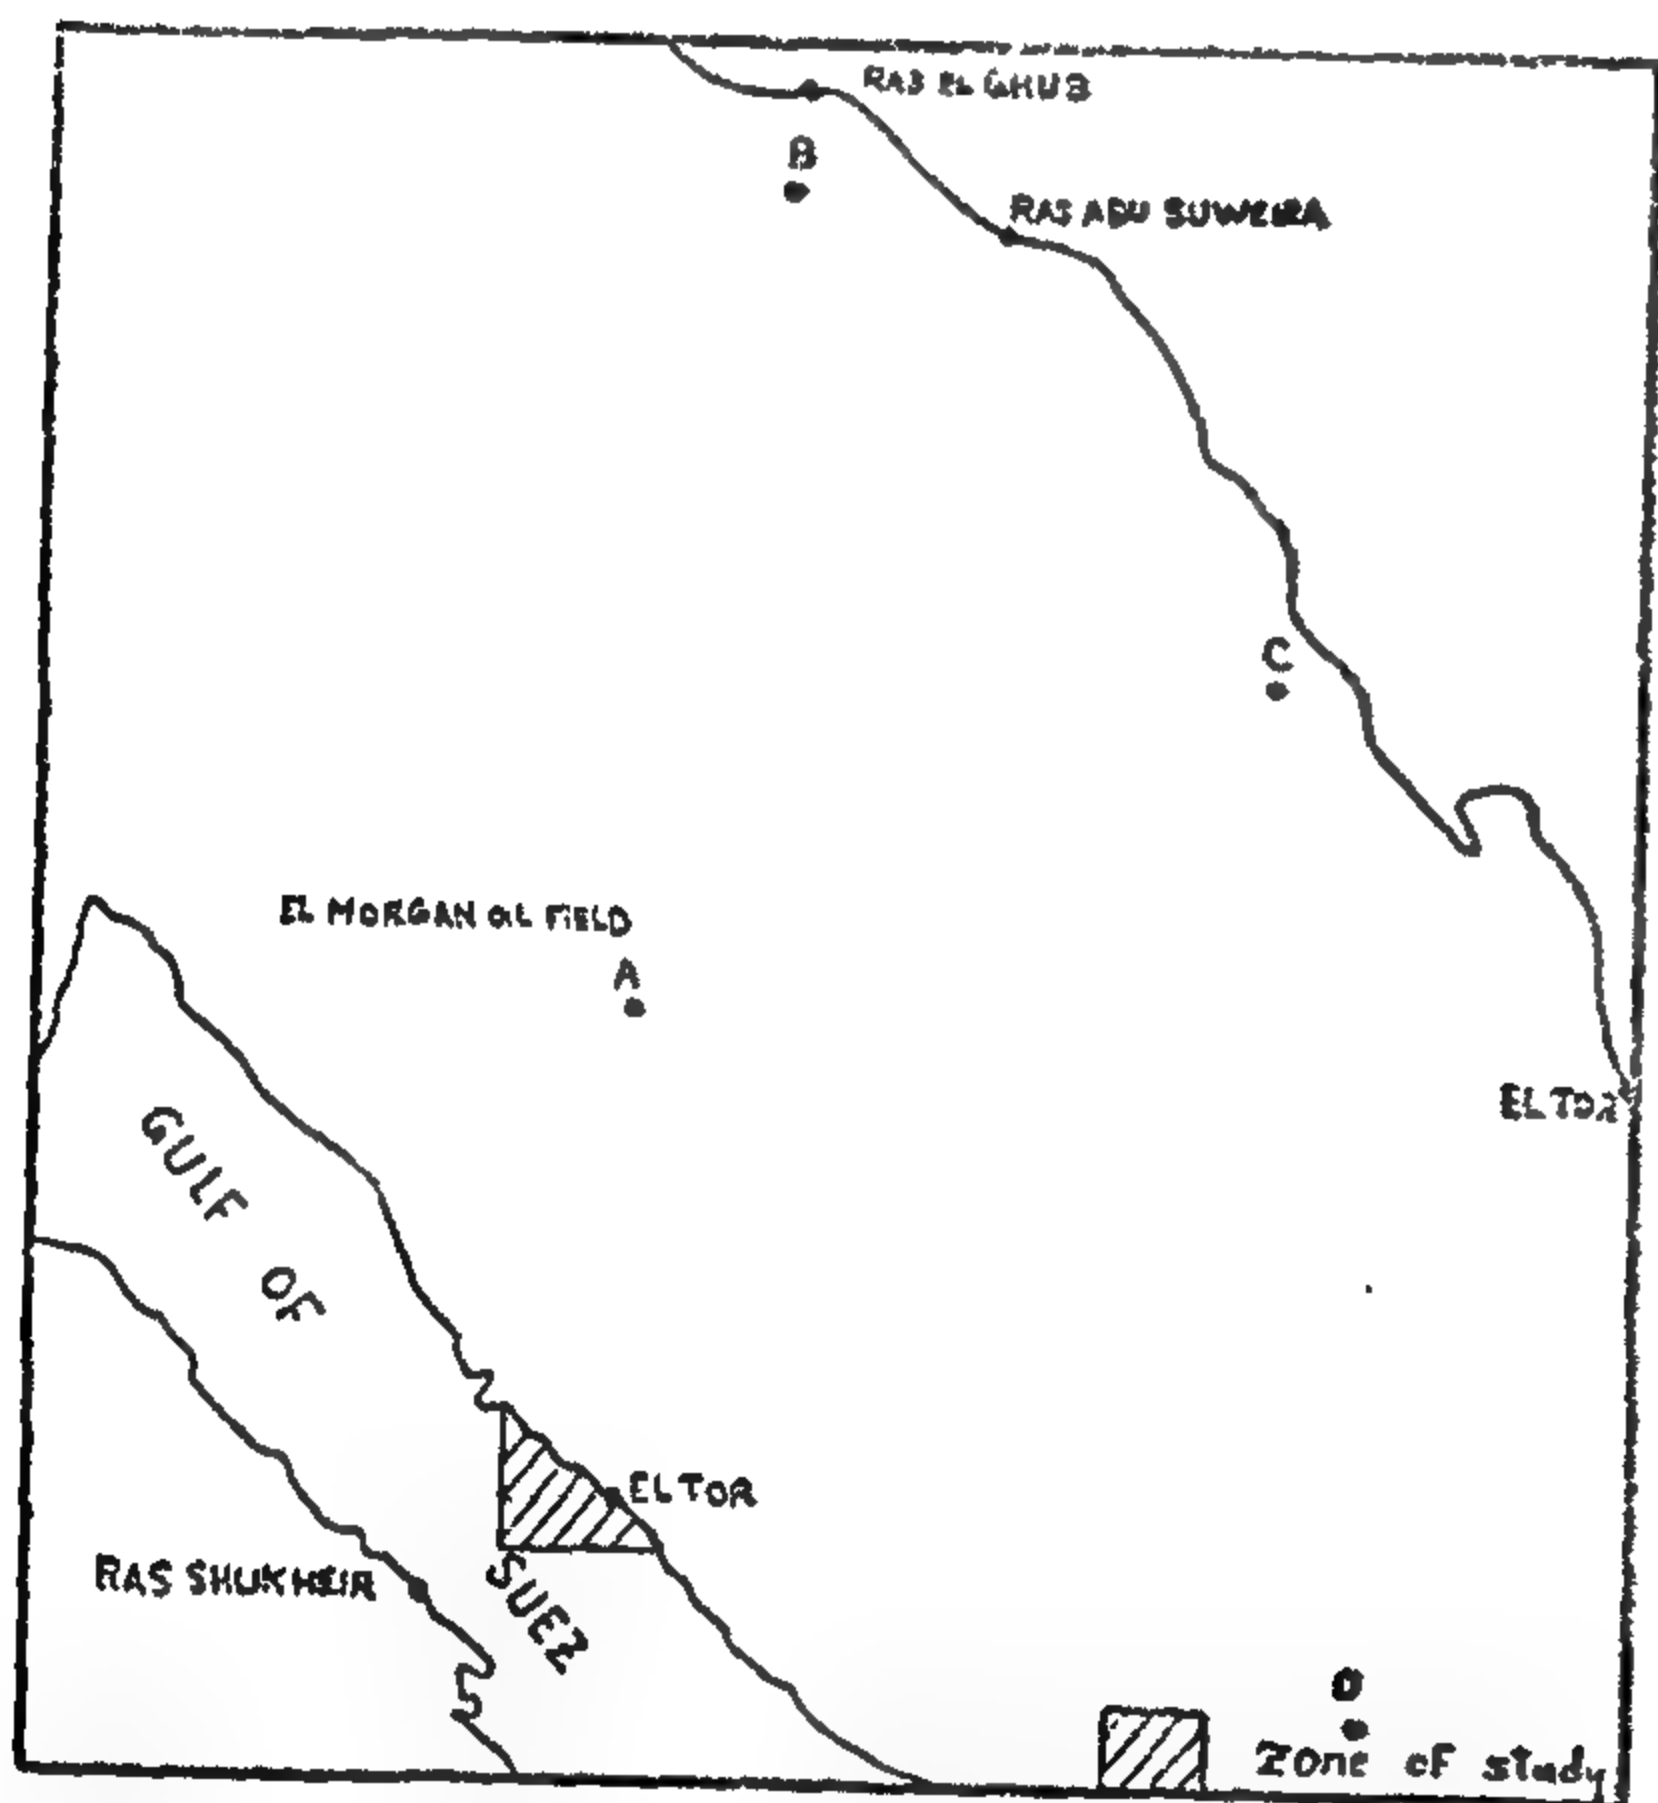 RAS EL GHUB
B
RAS ABU SUWEIRA
C
EL MORGAN OIL FIELD
A
EL TOR
GULF
OF
EL TOR
RAS SHUKHEIR
SUEZ
D
Zone of study